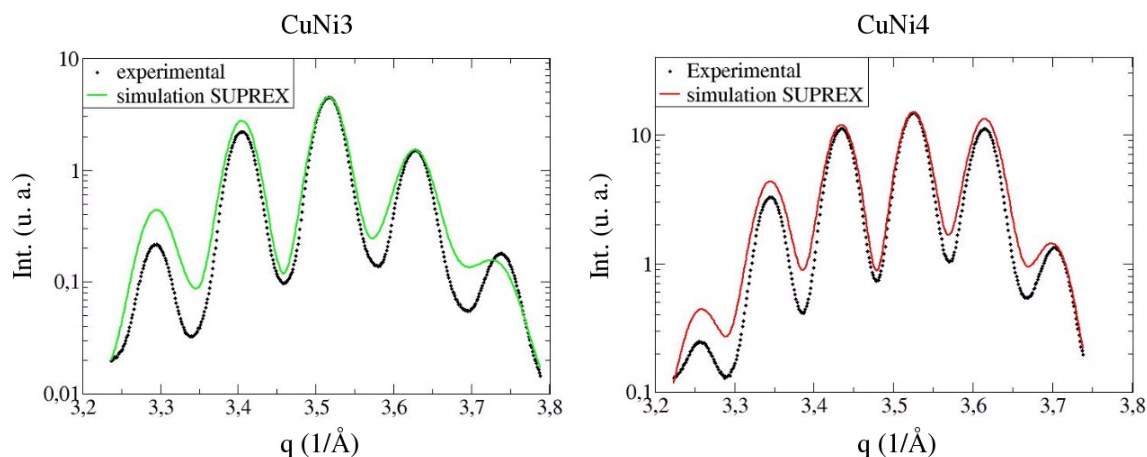 CuNi3
CuNi4
10
experimental
simulation SUPREX
1
0,1
0,01
Int. (u. a.)
3,2
3,3
3,4
3,5
3,6
3,7
3,8
q (1/Å)
Experimental
simulation SUPREX
10
1
0.1
Int. (u. a.)
3,2
3,3
3,4
3,5
3,6
3,7
3,8
q (1/Å)